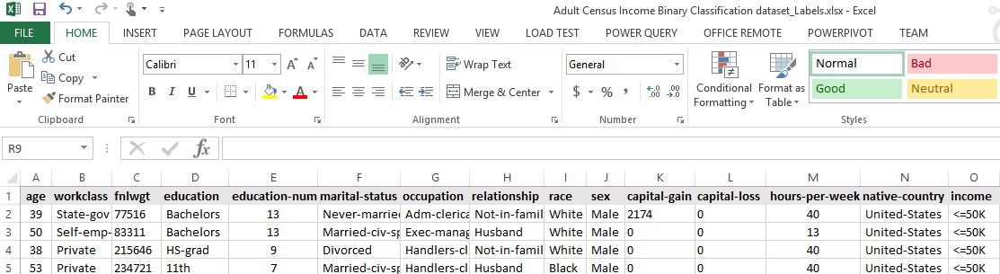 Adult Census Income Binary Classification dataset_Labels.xlsx - Excel
FILE HOME INSERT PAGE LAYOUT FORMULAS DATA REVIEW VIEW LOAD TEST POWER QUERY OFFICE REMOTE POWERPIVOT TEAM
Paste
Cut
Copy
Format Painter
Clipboard
Calibri 11 A A
B I U A
Font
Wrap Text
Merge & Center
Alignment
General
$ % , .0 .00 .00 .0
Number
Conditional Formatting
Format as Table
Normal Bad
Good Neutral
Styles
R9 fx
A B C D E F G H I J K L M N O
1 age workclass fnlwgt education education-num marital-status occupation relationship race sex capital-gain capital-loss hours-per-week native-country income
2 39 State-gov 77516 Bachelors 13 Never-married Adm-clerica Not-in-famil White Male 2174 0 40 United-States <=50K
3 50 Self-emp- 83311 Bachelors 13 Married-civ-sp Exec-manag Husband White Male 0 0 13 United-States <=50K
4 38 Private 215646 HS-grad 9 Divorced Handlers-cl Not-in-famil White Male 0 0 40 United-States <=50K
5 53 Private 234721 11th 7 Married-civ-sp Handlers-cl Husband Black Male 0 0 40 United-States <=50K